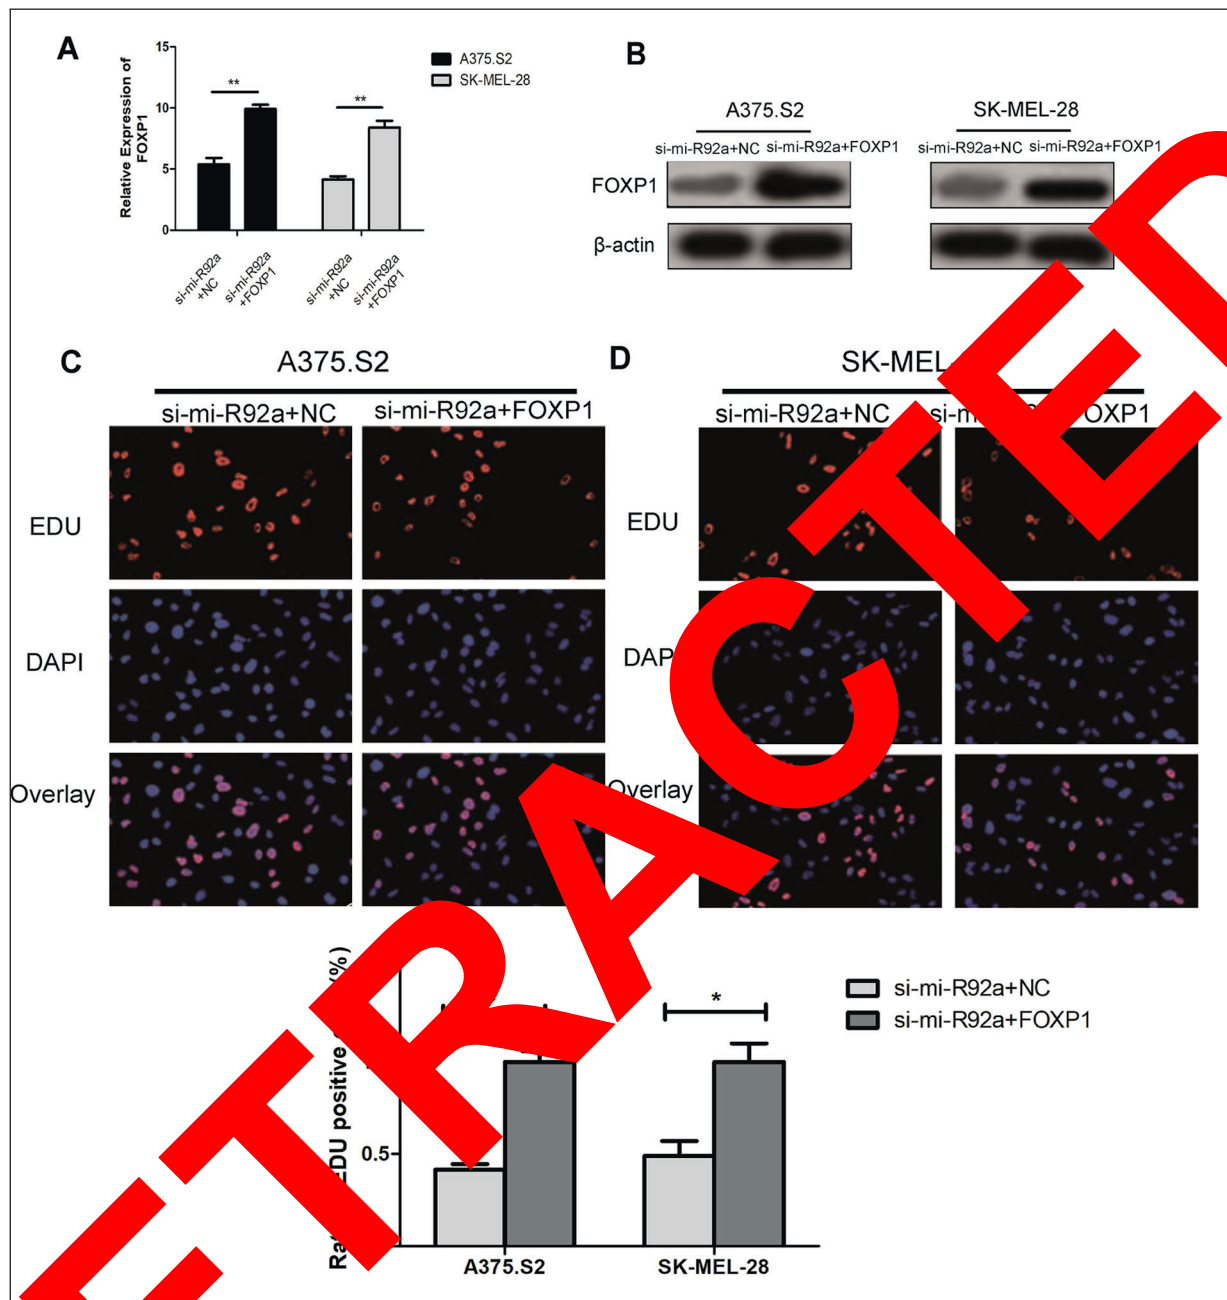 A
15
10
5
0
Relative Expression of
FOXP1
**
**
A375.S2
SK-MEL-28
si-mi-R92a
+NC
si-mi-R92a
+FOXP1
si-mi-R92a
+NC
si-mi-R92a
+FOXP1
B
A375.S2
SK-MEL-28
si-mi-R92a+NC si-mi-R92a+FOXP1
si-mi-R92a+NC si-mi-R92a+FOXP1
FOXP1
β-actin
C
A375.S2
si-mi-R92a+NC si-mi-R92a+FOXP1
EDU
DAPI
Overlay
D
SK-MEL-
si-mi-R92a+NC si-m OXP1
EDU
DAP
Overlay
EDU positive (%)
0.5
*
si-mi-R92a+NC
si-mi-R92a+FOXP1
A375.S2
SK-MEL-28
ETRACTED